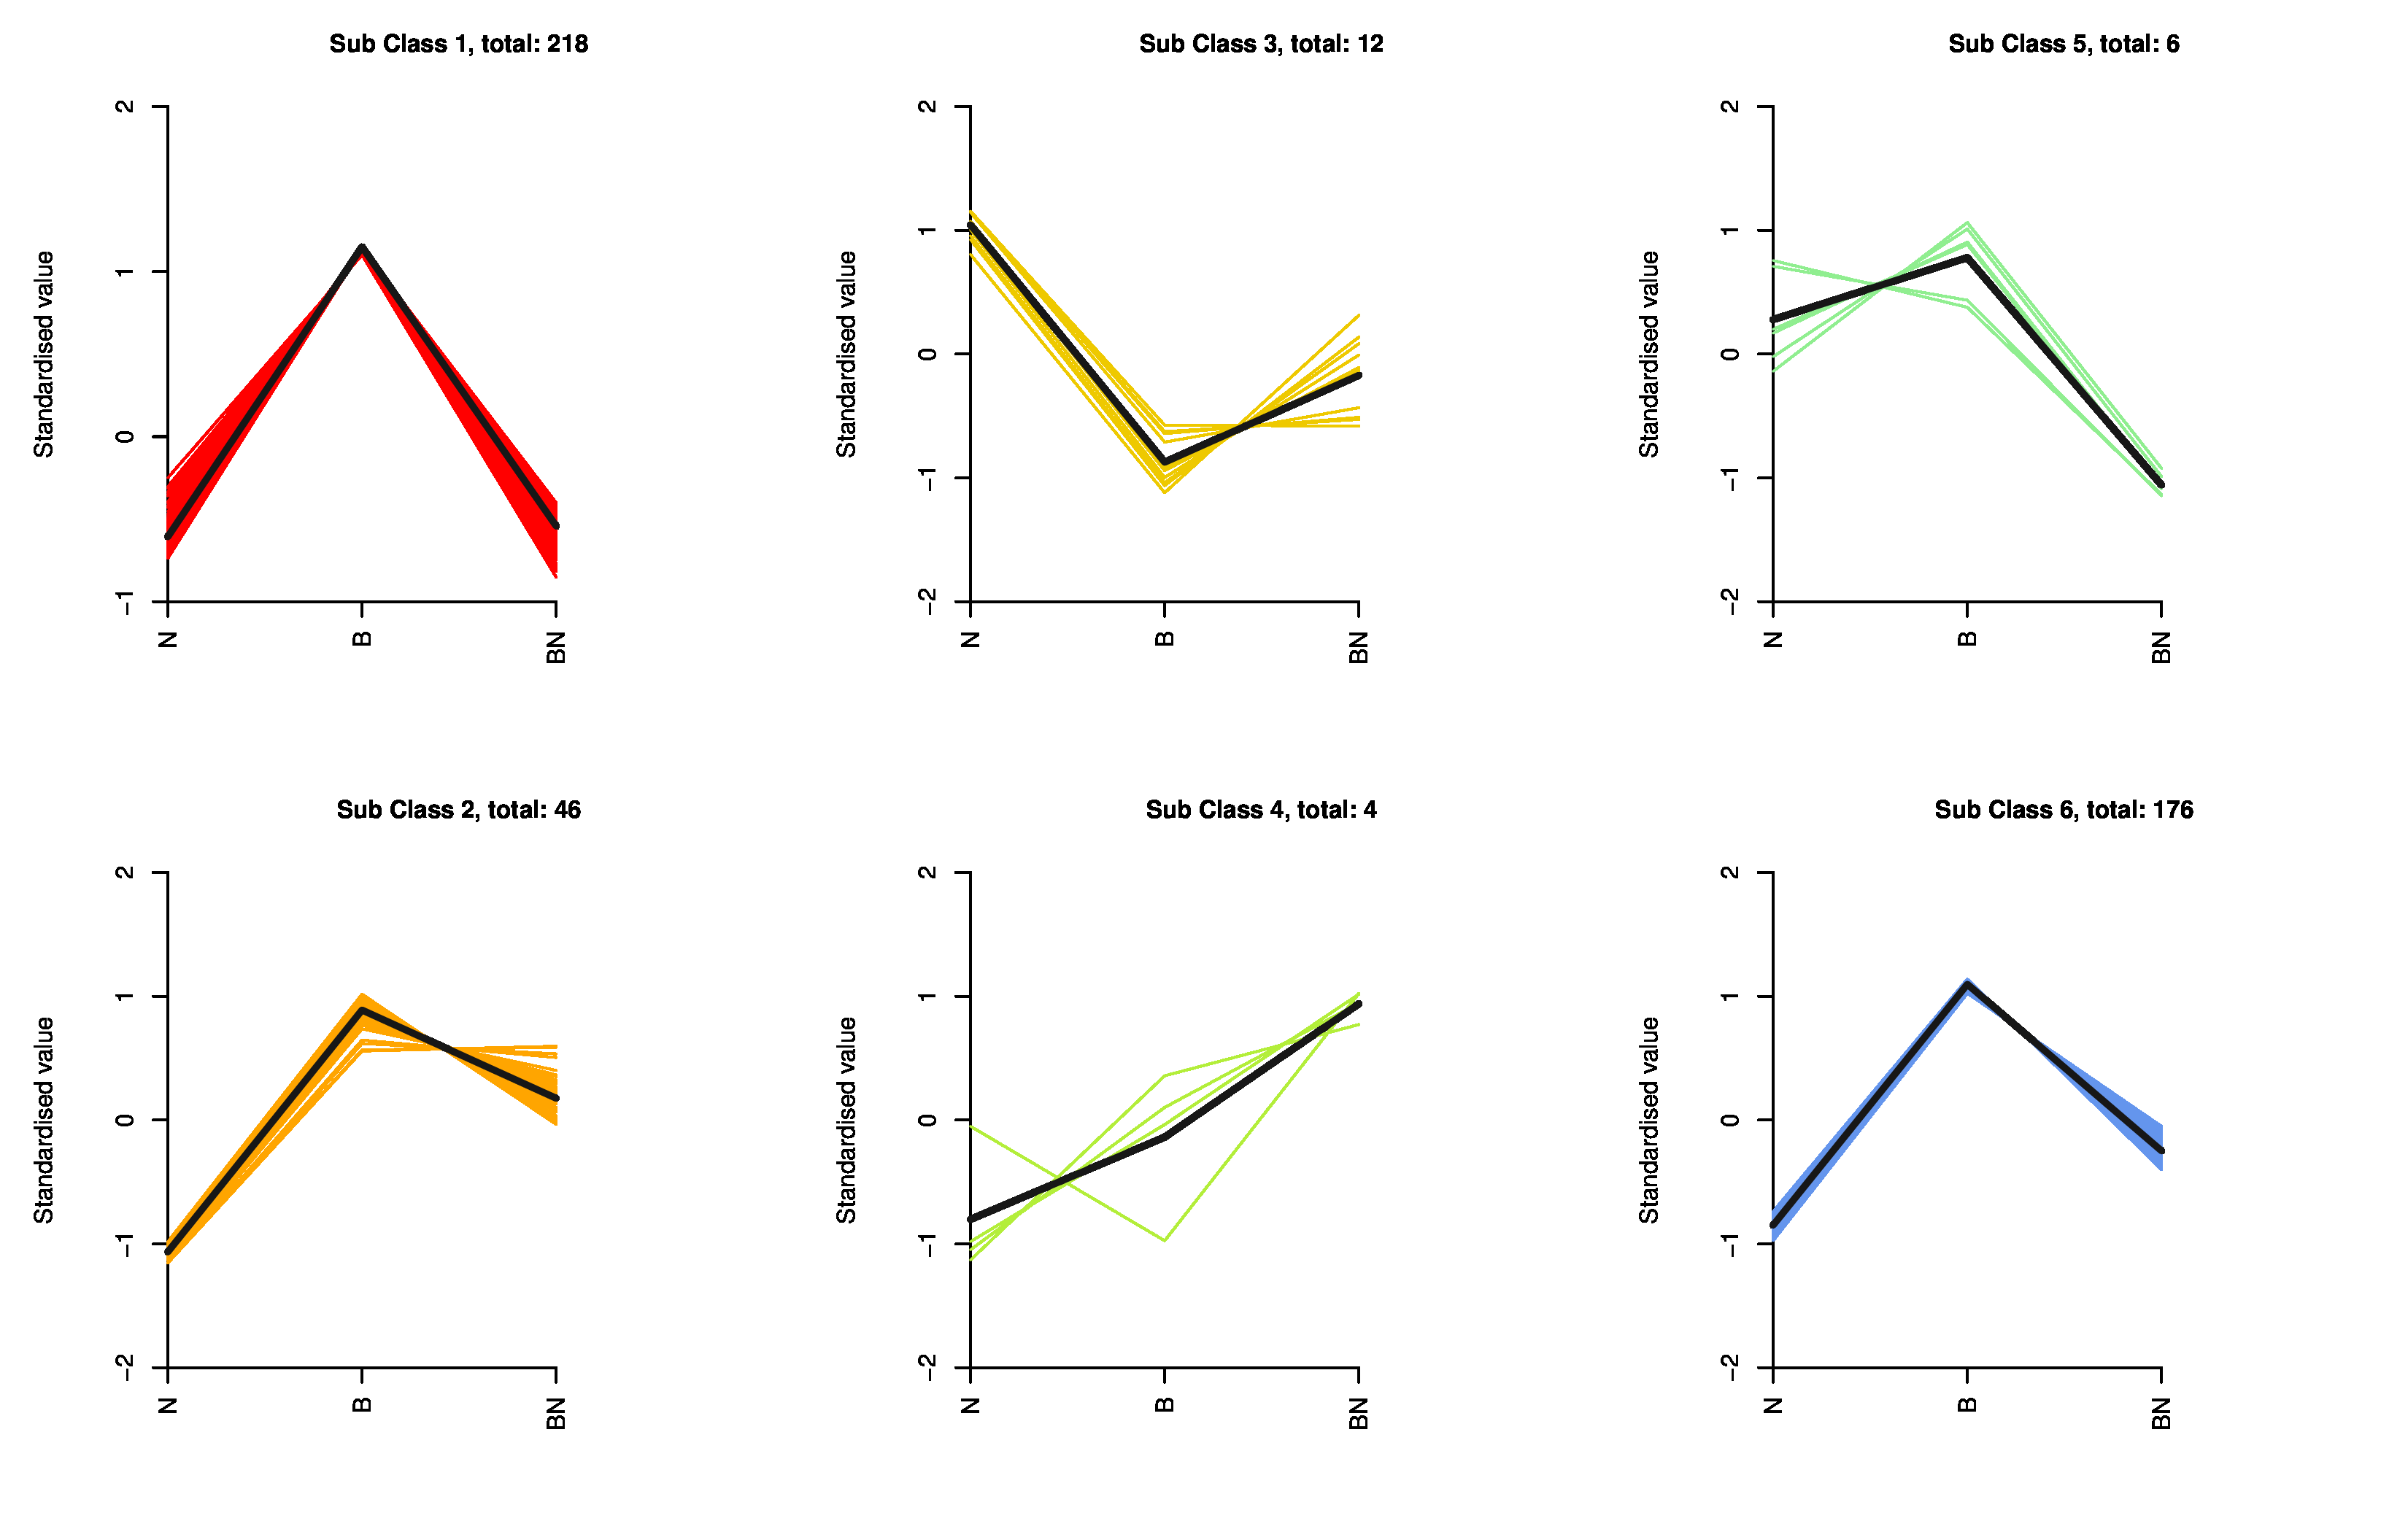 Sub Class 1, total: 218
Standardised value
2
1
0
−1
N
B
BN
Sub Class 3, total: 12
Standardised value
2
1
0
−1
−2
N
B
BN
Sub Class 5, total: 6
Standardised value
2
1
0
−1
−2
N
B
BN
Sub Class 2, total: 46
Standardised value
2
1
0
−1
−2
N
B
BN
Sub Class 4, total: 4
Standardised value
2
1
0
−1
−2
N
B
BN
Sub Class 6, total: 176
Standardised value
2
1
0
−1
−2
N
B
BN